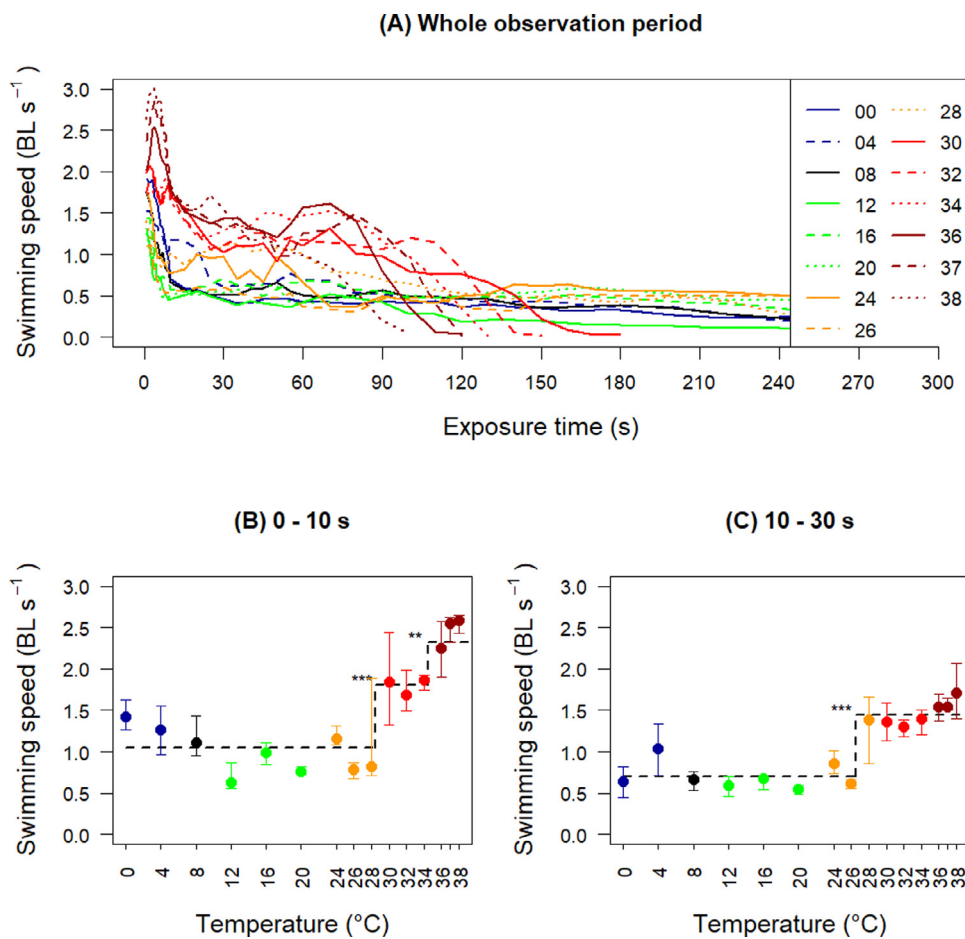 (A) Whole observation period
Swimming speed (BL s⁻¹ )
3.0
2.5
2.0
1.5
1.0
0.5
0.0
0 30 60 90 120 150 180 210 240 270 300
Exposure time (s)
00 28
04 30
08 32
12 34
16 36
20 37
24 38
26
(B) 0 - 10 s
Swimming speed (BL s⁻¹ )
3.0
2.5
2.0
1.5
1.0
0.5
0.0
***
**
0 4 8 12 16 20 24 26 28 30 32 34 36 38
Temperature (°C)
(C) 10 - 30 s
Swimming speed (BL s⁻¹ )
3.0
2.5
2.0
1.5
1.0
0.5
0.0
***
0 4 8 12 16 20 24 26 28 30 32 34 36 38
Temperature (°C)